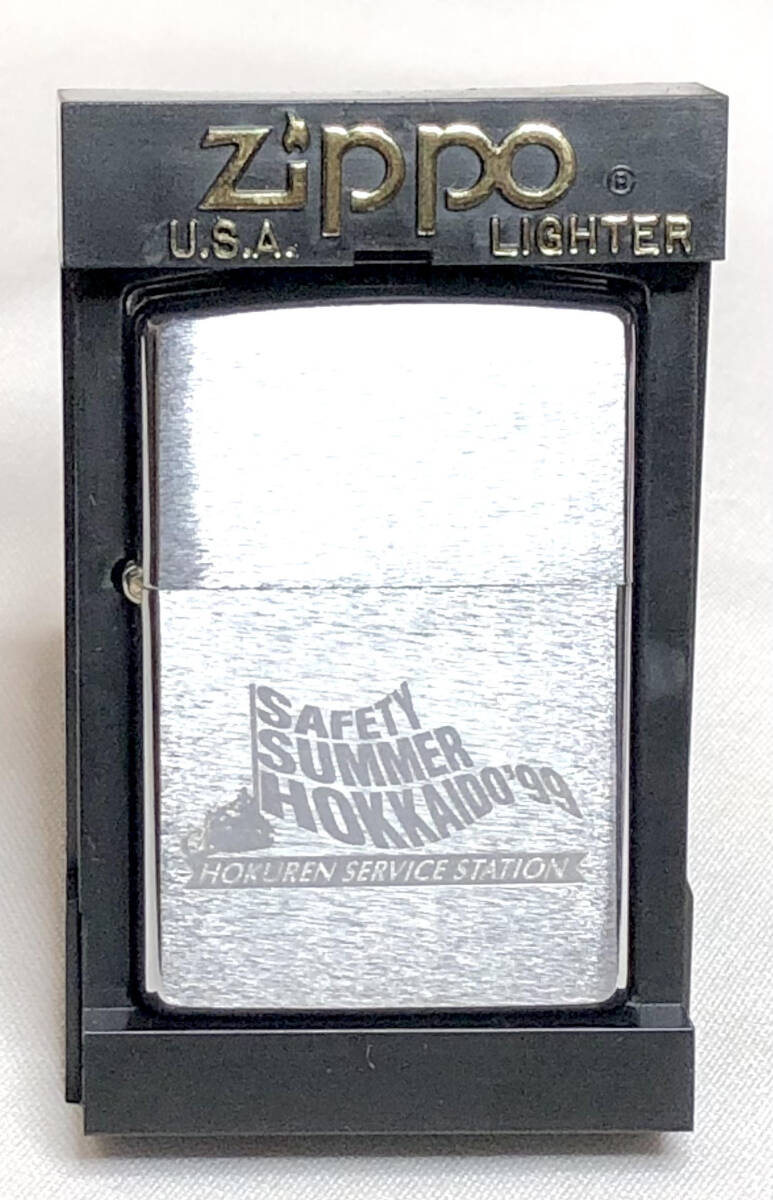 Zippo ®
U.S.A. LIGHTER
SAFETY
SUMMER
HOKKAIDO'99
HOKUREN SERVICE STATION